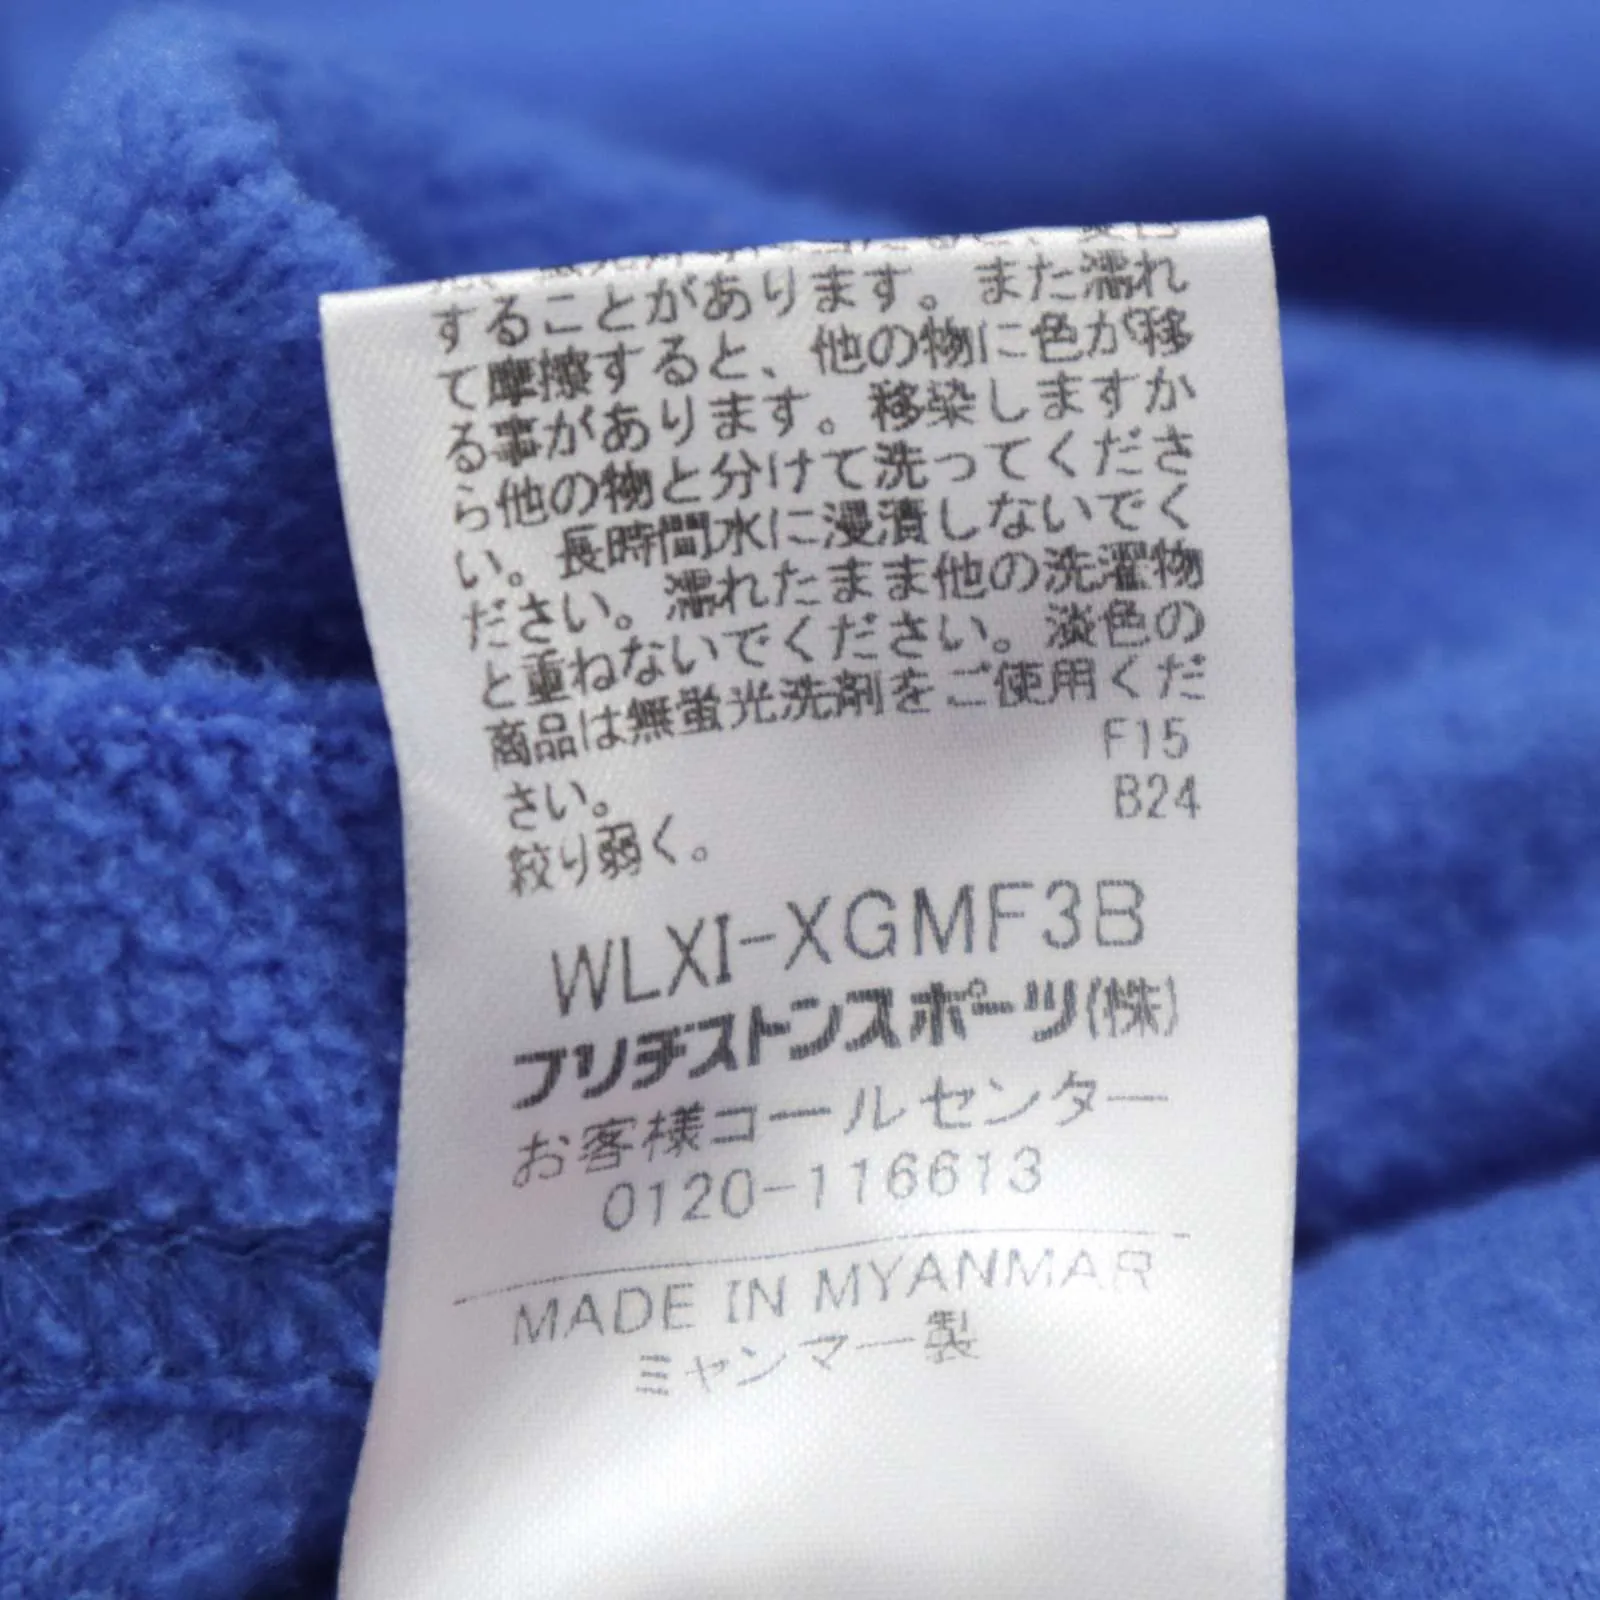 することがあります。また濡れ
て摩擦すると、他の物に色が移
る事があります。移染しますか
ら他の物と分けて洗ってくださ
い。長時間水に浸漬しないでく
ださい。濡れたまま他の洗濯物
と重ねないでください。淡色の
商品は無蛍光洗剤をご使用くだ
さい。
F15
B24
絞り弱く。
WLXI-XGMF3B
ブリヂストンスポーツ(株)
お客様コールセンター
0120-116613
MADE IN MYANMAR
ミャンマー製